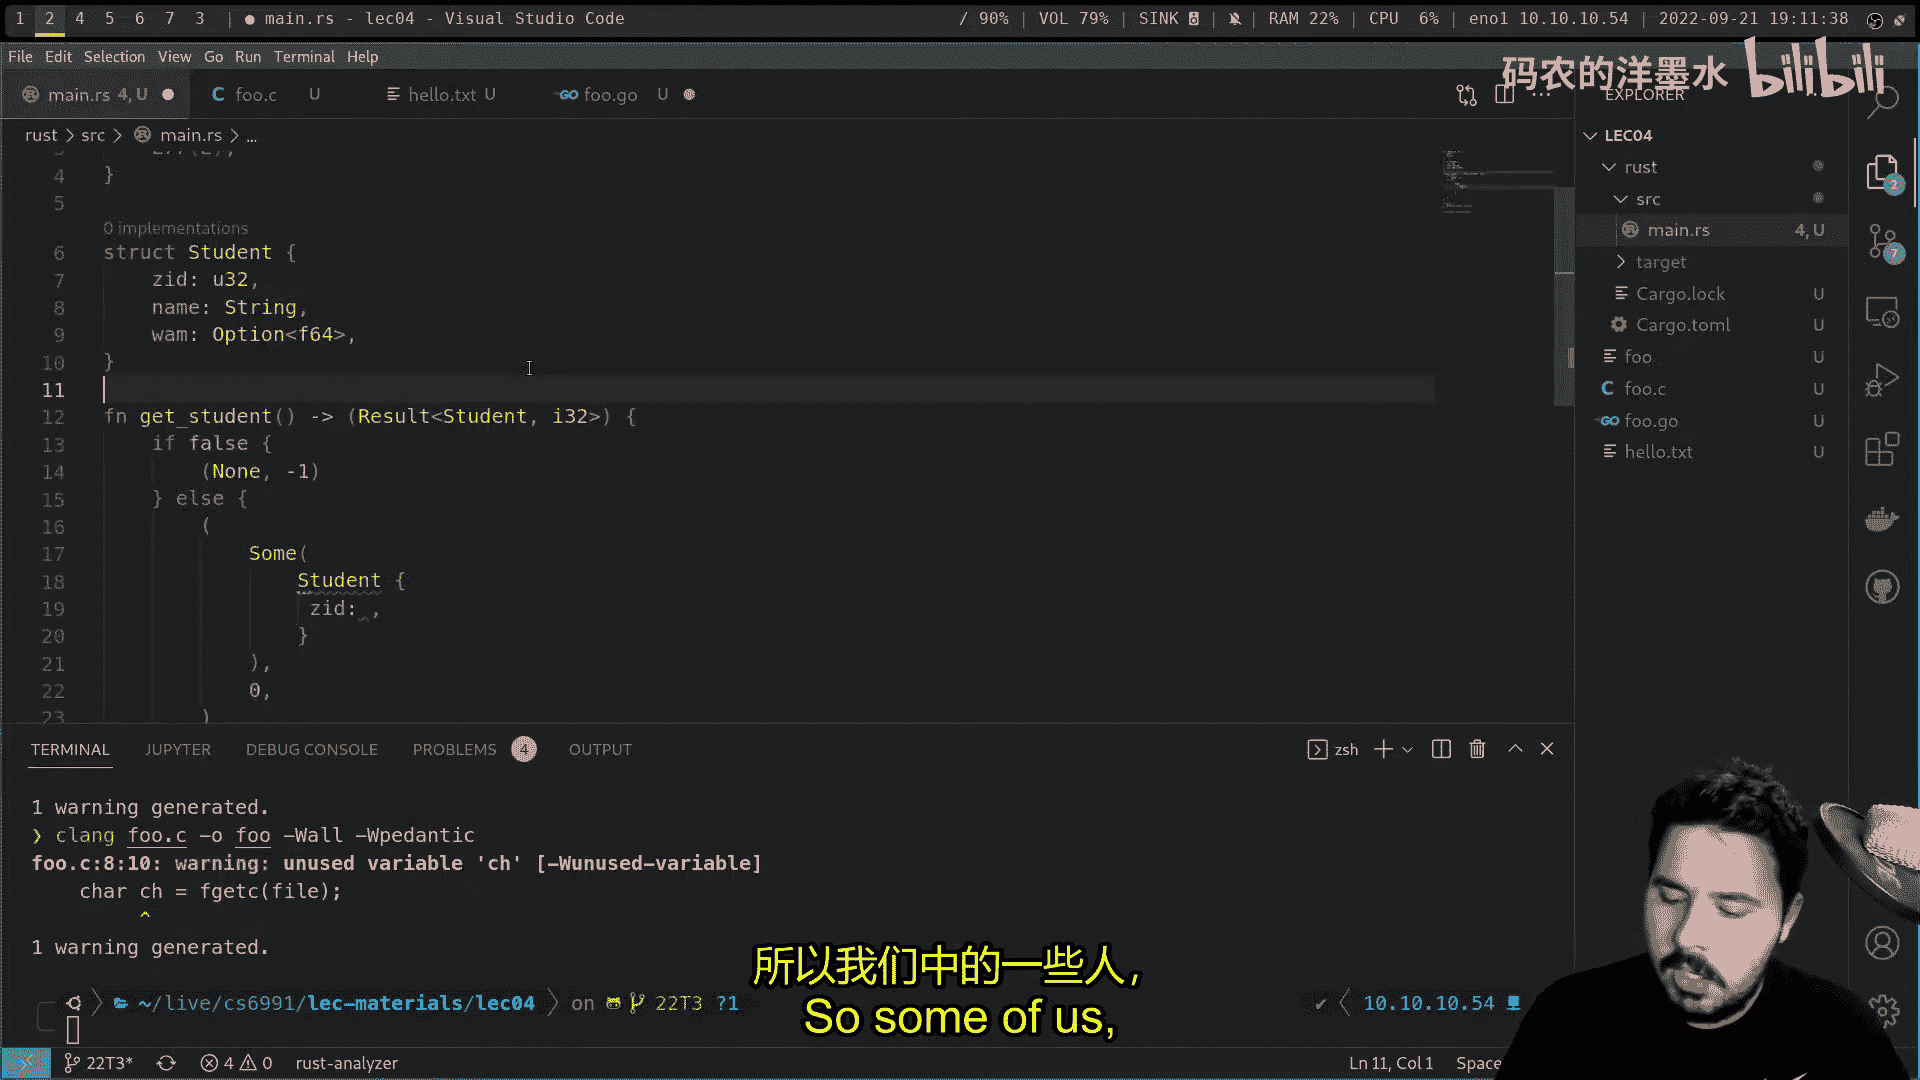 1 2 4 5 6 7 3 | ● main.rs - lec04 - Visual Studio Code / 90% | VOL 79% | SINK | RAM 22% | CPU 6% | eno1 10.10.10.54 | 2022-09-21 19:11:38
File Edit Selection View Go Run Terminal Help
码农的洋墨水 bilibili
main.rs 4, U ● C foo.c U hello.txt U foo.go U ●
EXPLORER
rust > src > main.rs > ...
4 }
5
0 implementations
6 struct Student {
7 zid: u32,
8 name: String,
9 wam: Option<f64>,
10 }
11
12 fn get_student() -> (Result<Student, i32>) {
13 if false {
14 (None, -1)
15 } else {
16 (
17 Some(
18 Student {
19 zid: ,
20 }
21 ),
22 0,
23 )
LEC04
rust
src
main.rs 4, U
target
Cargo.lock U
Cargo.toml U
foo U
C foo.c U
foo.go U
hello.txt U
2
7
TERMINAL JUPYTER DEBUG CONSOLE PROBLEMS 4 OUTPUT zsh
1 warning generated.
❯ clang foo.c -o foo -Wall -Wpedantic
foo.c:8:10: warning: unused variable 'ch' [-Wunused-variable]
char ch = fgetc(file);
^
1 warning generated.
~/live/cs6991/lec-materials/lec04 on 22T3 ?1 ✔ 10.10.10.54
所以我们中的一些人,
So some of us,
22T3* 4 0 rust-analyzer Ln 11, Col 1